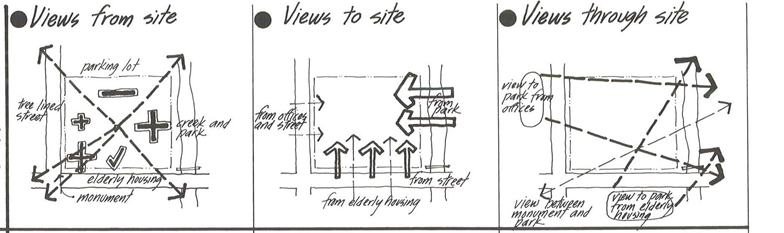 Views from site
parking lot
tree lined
street
creek and
park
elderly housing
monument
Views to site
from offices
and street
from
park
from street
from elderly housing
Views through site
view to
park from
offices
view between
monument and
park
view to park
from elderly
housing